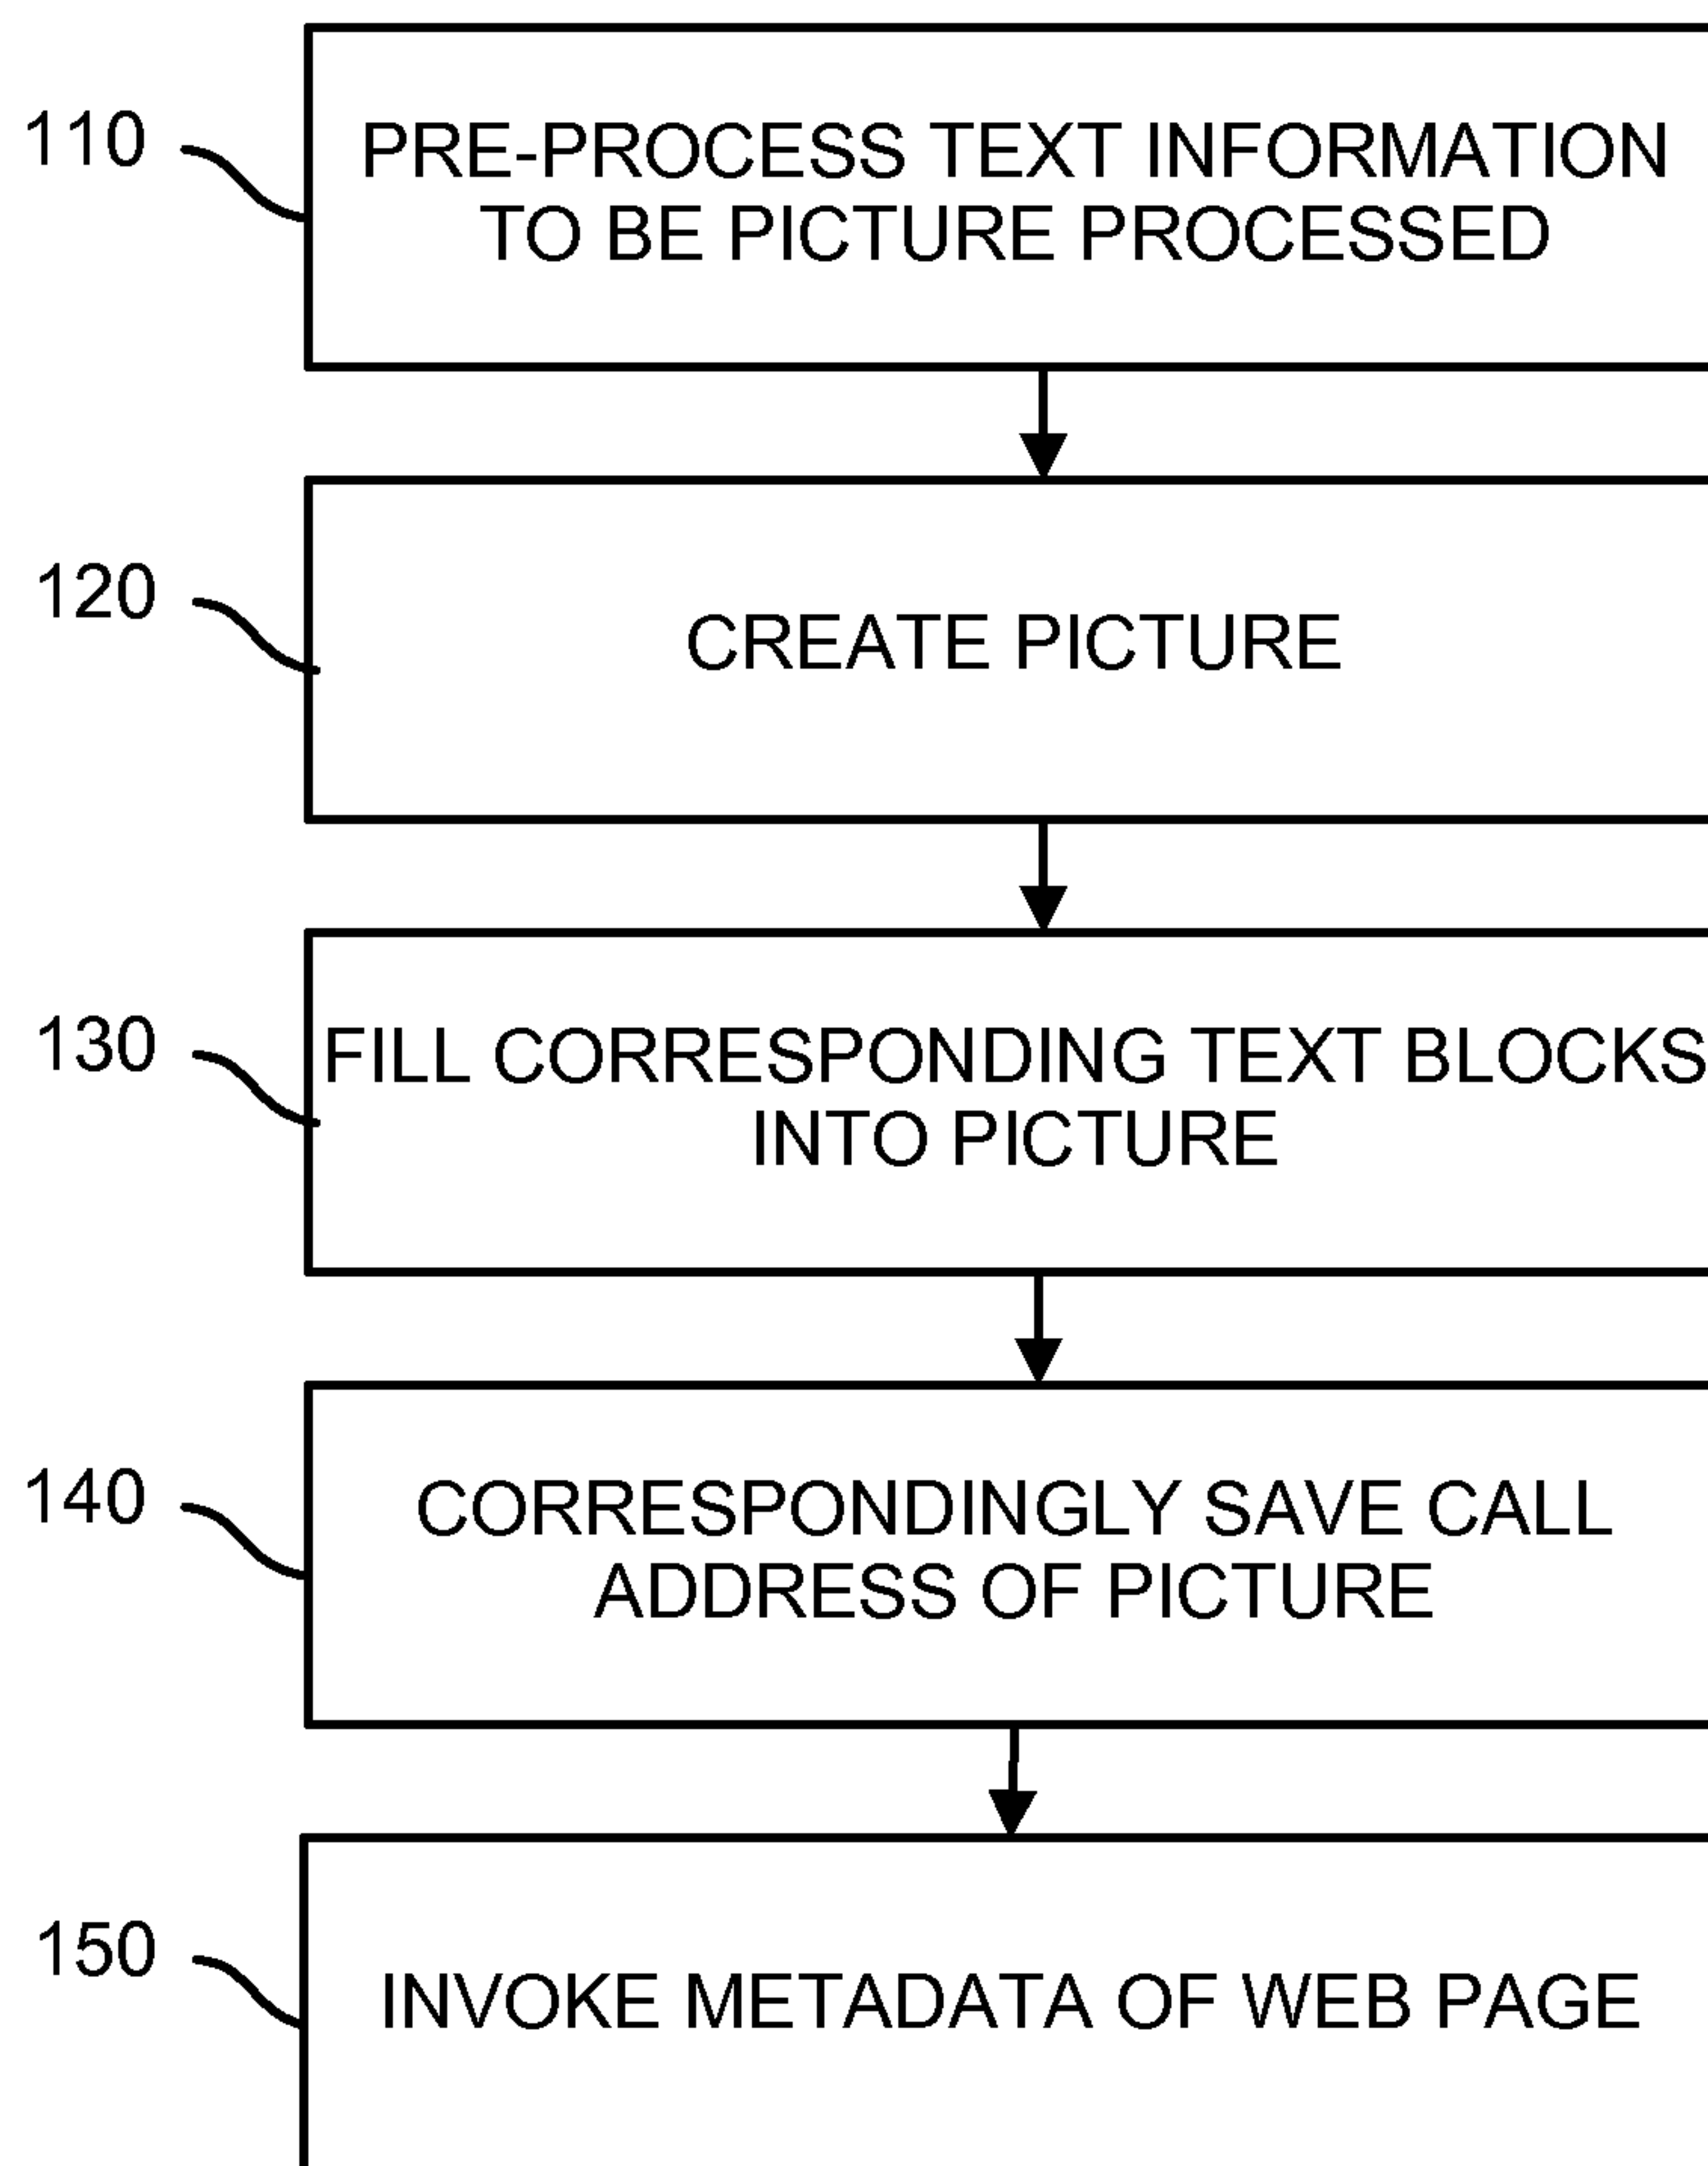 110
PRE-PROCESS TEXT INFORMATION
TO BE PICTURE PROCESSED
120
CREATE PICTURE
130
FILL CORRESPONDING TEXT BLOCKS
INTO PICTURE
140
CORRESPONDINGLY SAVE CALL
ADDRESS OF PICTURE
150
INVOKE METADATA OF WEB PAGE